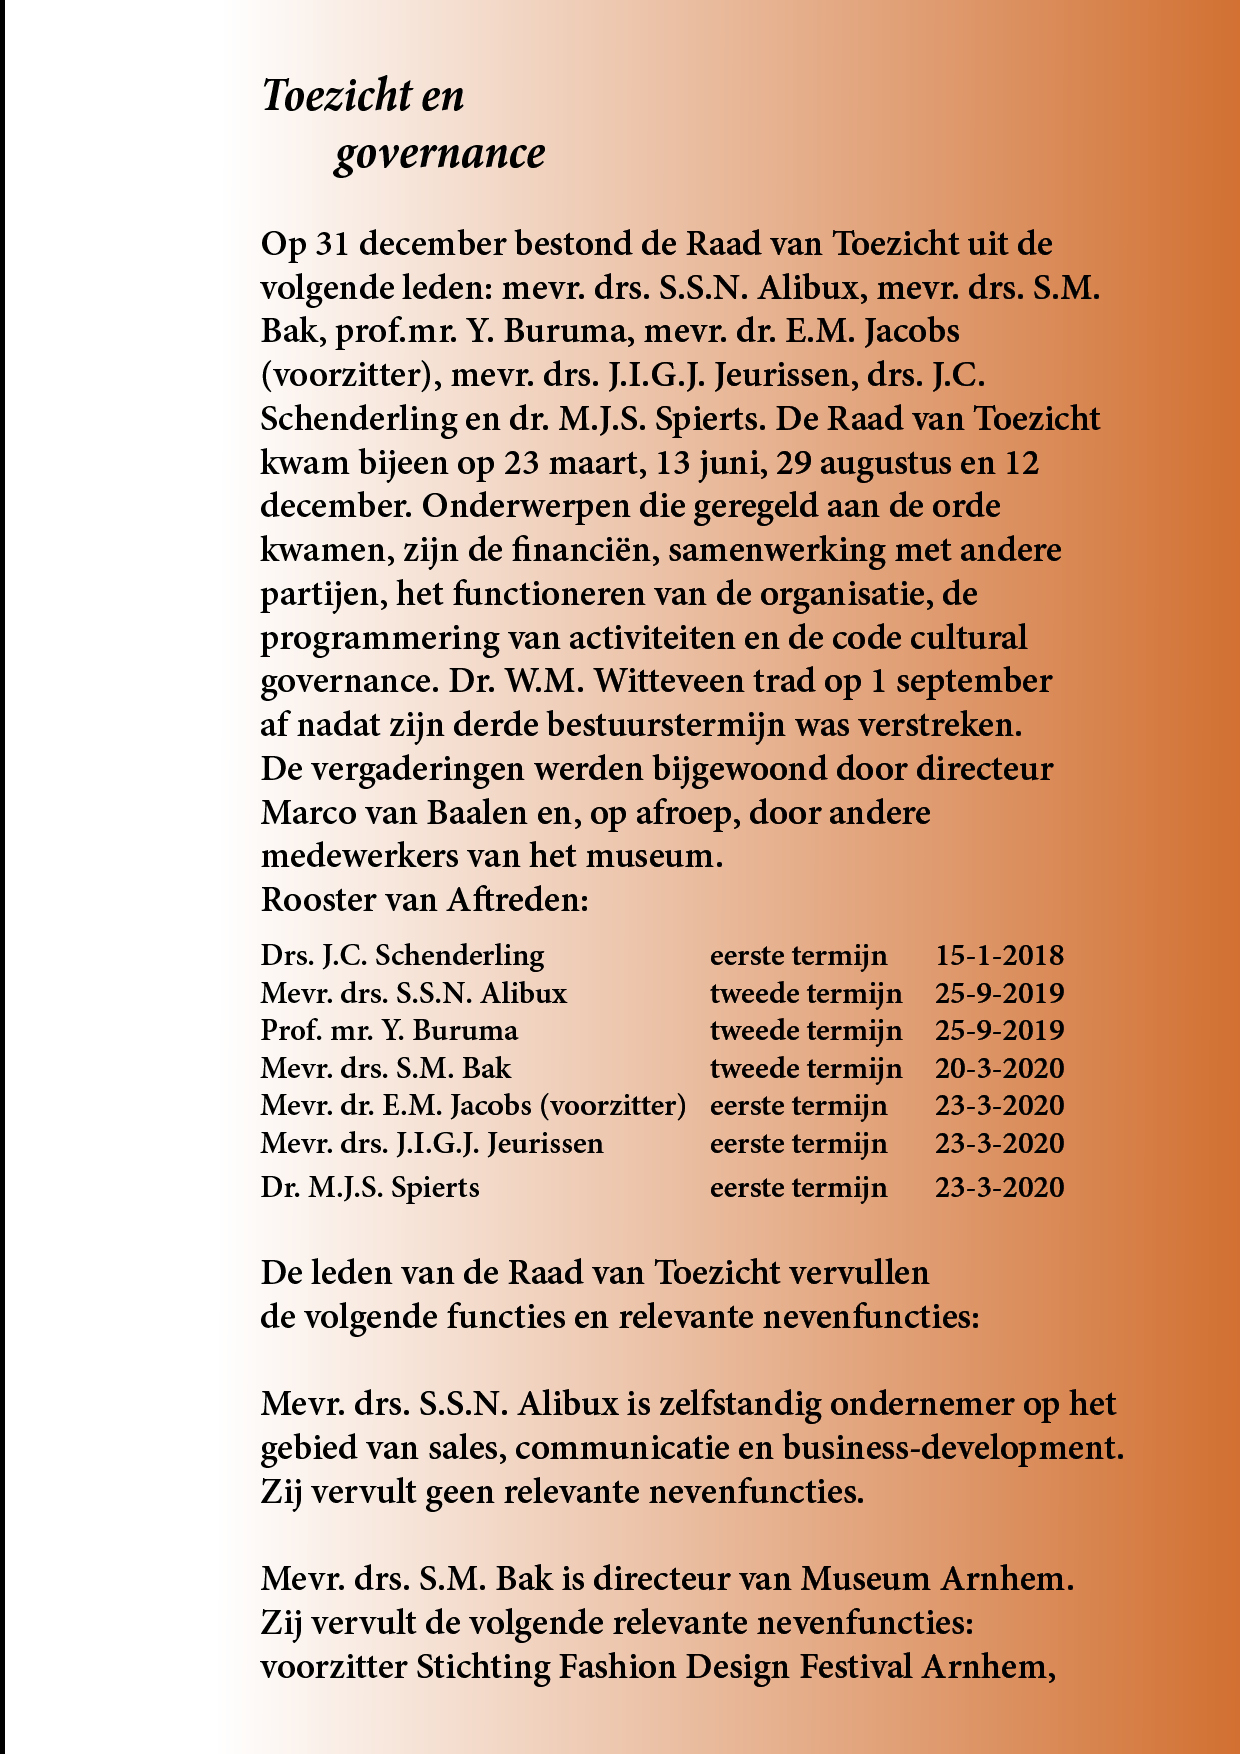 Toezicht en
governance
Op 31 december bestond de Raad van Toezicht uit de
volgende leden: mevr. drs. S.S.N. Alibux, mevr. drs. S.M.
Bak, prof.mr. Y. Buruma, mevr. dr. E.M. Jacobs
(voorzitter), mevr. drs. J.I.G.J. Jeurissen, drs. J.C.
Schenderling en dr. M.J.S. Spierts. De Raad van Toezicht
kwam bijeen op 23 maart, 13 juni, 29 augustus en 12
december. Onderwerpen die geregeld aan de orde
kwamen, zijn de financiën, samenwerking met andere
partijen, het functioneren van de organisatie, de
programmering van activiteiten en de code cultural
governance. Dr. W.M. Witteveen trad op 1 september
af nadat zijn derde bestuurstermijn was verstreken.
De vergaderingen werden bijgewoond door directeur
Marco van Baalen en, op afroep, door andere
medewerkers van het museum.
Rooster van Aftreden:
Drs. J.C. Schenderling eerste termijn 15-1-2018
Mevr. drs. S.S.N. Alibux tweede termijn 25-9-2019
Prof. mr. Y. Buruma tweede termijn 25-9-2019
Mevr. drs. S.M. Bak tweede termijn 20-3-2020
Mevr. dr. E.M. Jacobs (voorzitter) eerste termijn 23-3-2020
Mevr. drs. J.I.G.J. Jeurissen eerste termijn 23-3-2020
Dr. M.J.S. Spierts eerste termijn 23-3-2020
De leden van de Raad van Toezicht vervullen
de volgende functies en relevante nevenfuncties:
Mevr. drs. S.S.N. Alibux is zelfstandig ondernemer op het
gebied van sales, communicatie en business-development.
Zij vervult geen relevante nevenfuncties.
Mevr. drs. S.M. Bak is directeur van Museum Arnhem.
Zij vervult de volgende relevante nevenfuncties:
voorzitter Stichting Fashion Design Festival Arnhem,